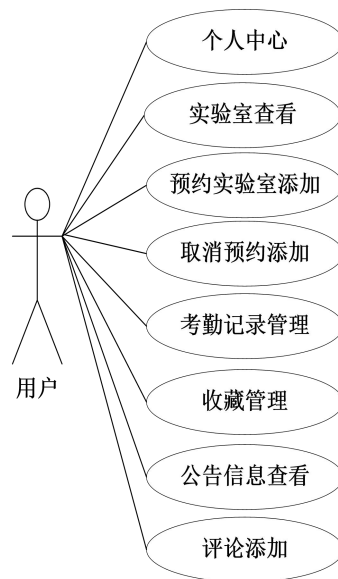 个人中心
实验室查看
预约实验室添加
取消预约添加
考勤记录管理
用户
收藏管理
公告信息查看
评论添加